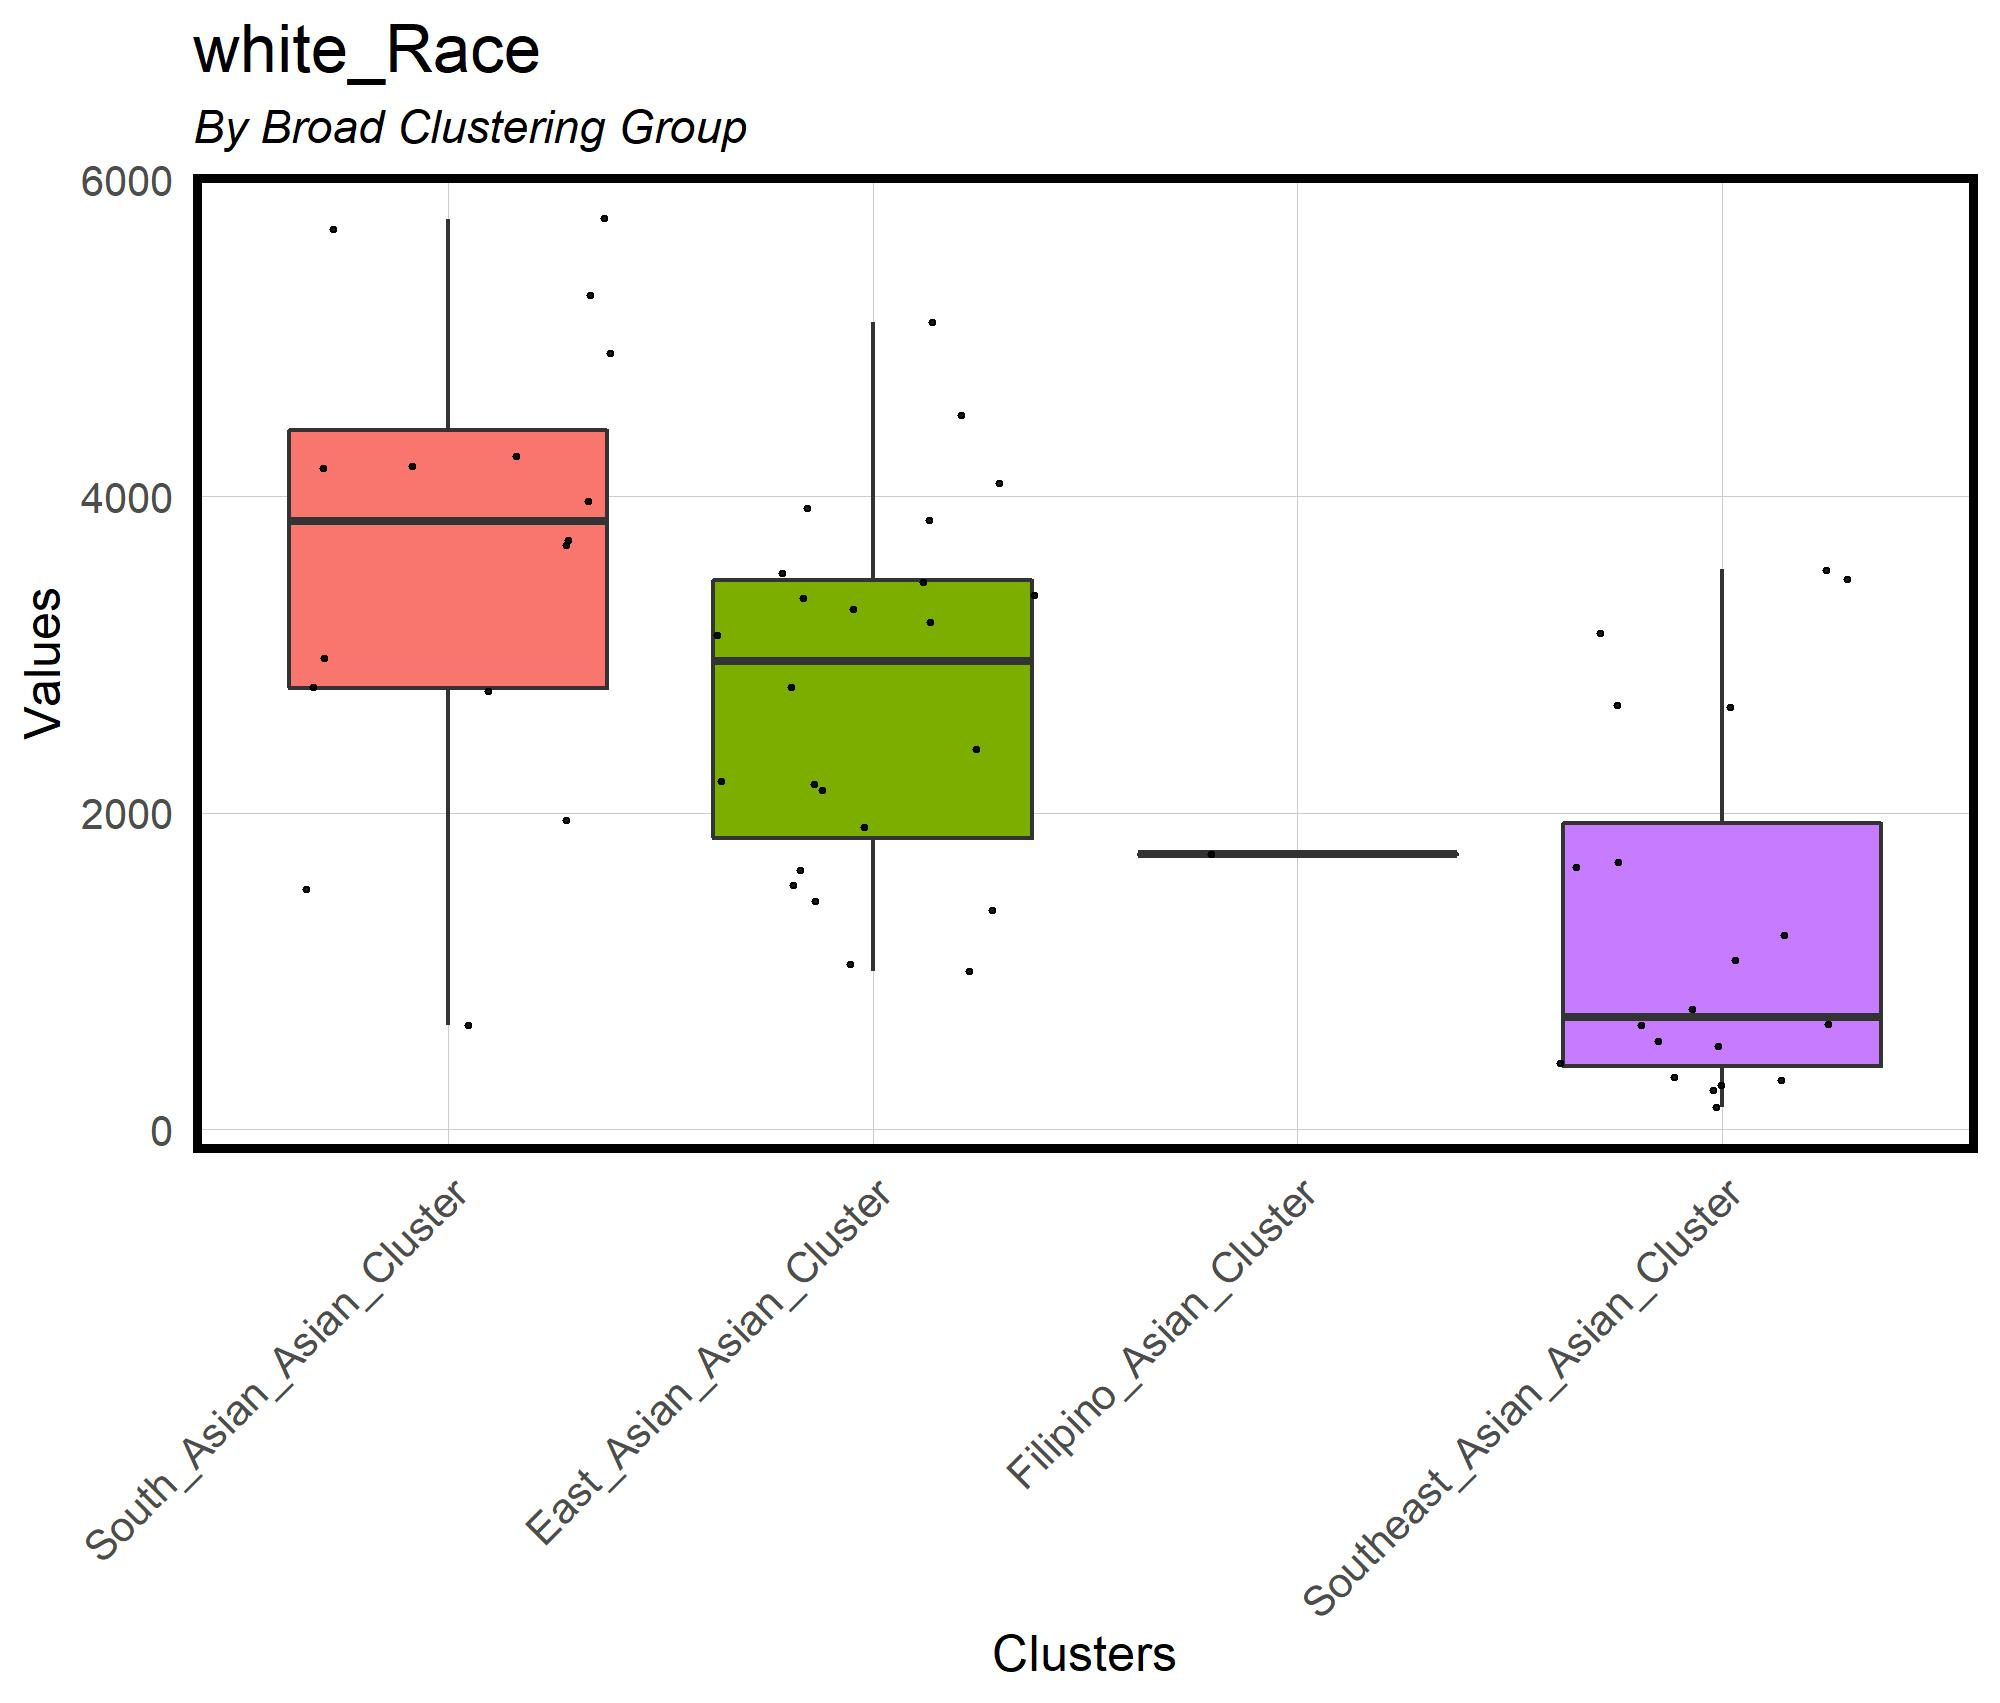 white_Race
By Broad Clustering Group
6000
4000
2000
0
Values
South_Asian_Asian_Cluster
East_Asian_Asian_Cluster
Filipino_Asian_Cluster
Southeast_Asian_Asian_Cluster
Clusters